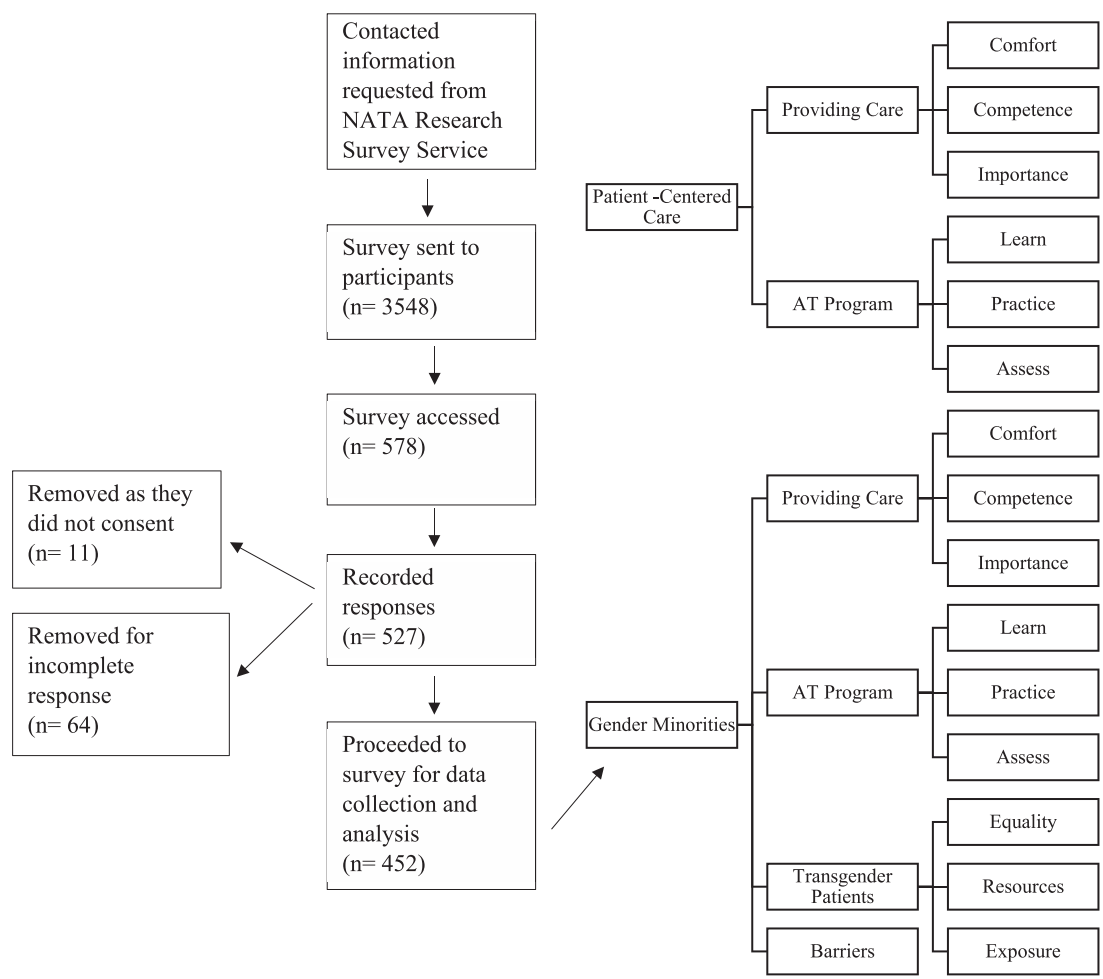 Contacted
information
requested from
NATA Research
Survey Service
Survey sent to
participants
(n= 3548)
Survey accessed
(n= 578)
Removed as they
did not consent
(n= 11)
Recorded
responses
(n= 527)
Removed for
incomplete
response
(n= 64)
Proceeded to
survey for data
collection and
analysis
(n= 452)
Patient -Centered
Care
Providing Care
Comfort
Competence
Importance
AT Program
Learn
Practice
Assess
Gender Minorities
Providing Care
Comfort
Competence
Importance
AT Program
Learn
Practice
Assess
Transgender
Patients
Equality
Resources
Exposure
Barriers